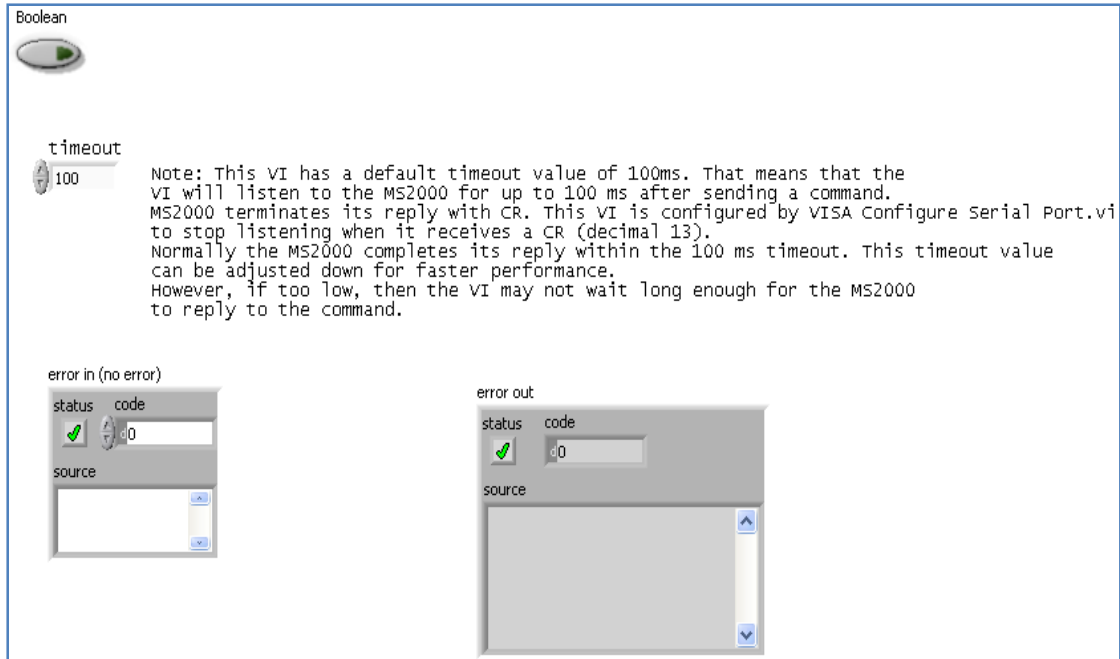 Boolean
timeout
100
Note: This VI has a default timeout value of 100ms. That means that the
VI will listen to the MS2000 for up to 100 ms after sending a command.
MS2000 terminates its reply with CR. This VI is configured by VISA Configure Serial Port.vi
to stop listening when it receives a CR (decimal 13).
Normally the MS2000 completes its reply within the 100 ms timeout. This timeout value
can be adjusted down for faster performance.
However, if too low, then the VI may not wait long enough for the MS2000
to reply to the command.
error in (no error)
status code
d0
source
error out
status code
d0
source